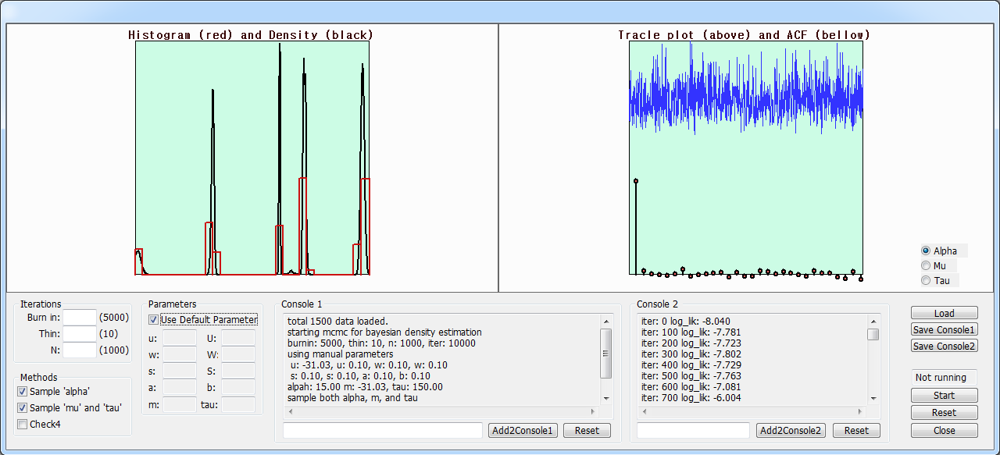 Histogram (red) and Density (black)
Tracle plot (above) and ACF (bellow)
Alpha
Mu
Tau
Iterations
Burn in: (5000)
Thin: (10)
N: (1000)
Methods
Sample 'alpha'
Sample 'mu' and 'tau'
Check4
Parameters
Use Default Parameter
u: U:
w: W:
s: S:
a: b:
m: tau:
Console 1
total 1500 data loaded.
starting mcmc for bayesian density estimation
burnin: 5000, thin: 10, n: 1000, iter: 10000
using manual parameters
u: -31.03, u: 0.10, w: 0.10, w: 0.10
s: 0.10, s: 0.10, a: 0.10, b: 0.10
alpah: 15.00 m: -31.03, tau: 150.00
sample both alpha, m, and tau
Add2Console1 Reset
Console 2
iter: 0 log_lik: -8.040
iter: 100 log_lik: -7.781
iter: 200 log_lik: -7.723
iter: 300 log_lik: -7.802
iter: 400 log_lik: -7.729
iter: 500 log_lik: -7.763
iter: 600 log_lik: -7.081
iter: 700 log_lik: -6.004
Add2Console2 Reset
Load
Save Console1
Save Console2
Not running
Start
Reset
Close